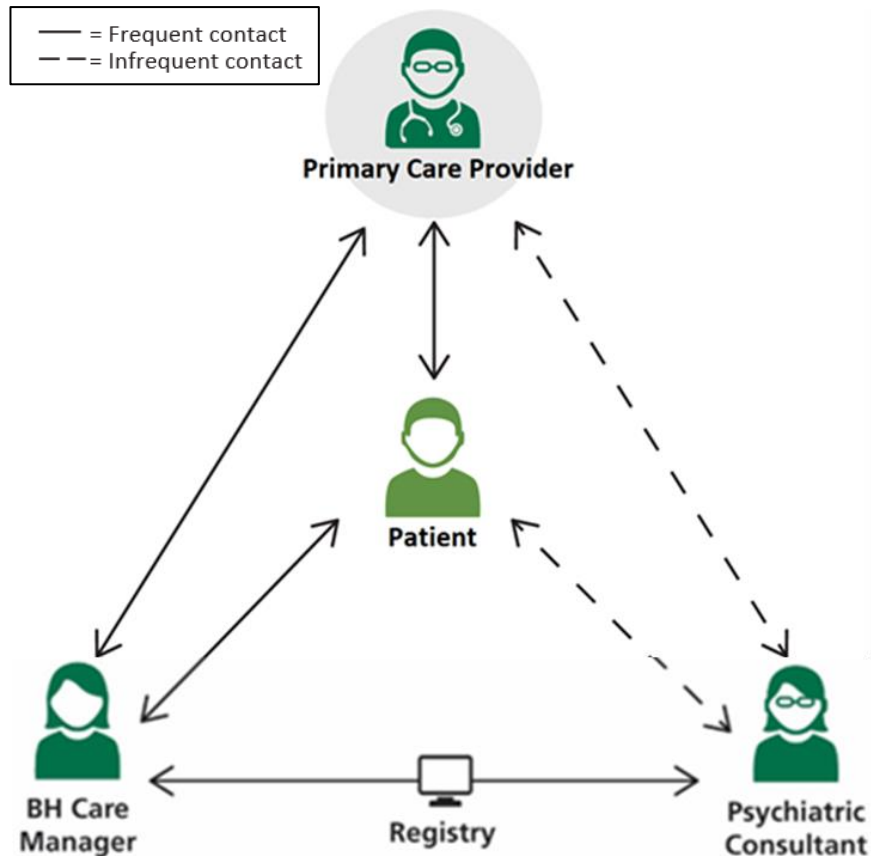 = Frequent contact
= Infrequent contact
Primary Care Provider
Patient
BH Care
Manager
Registry
Psychiatric
Consultant